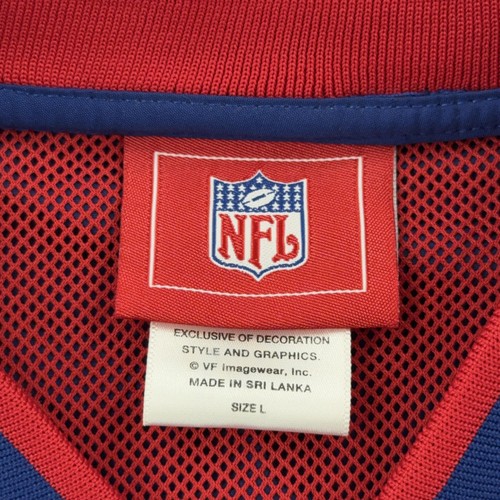 NFL
EXCLUSIVE OF DECORATION
STYLE AND GRAPHICS.
© VF imagewear, Inc.
MADE IN SRI LANKA
SIZE L